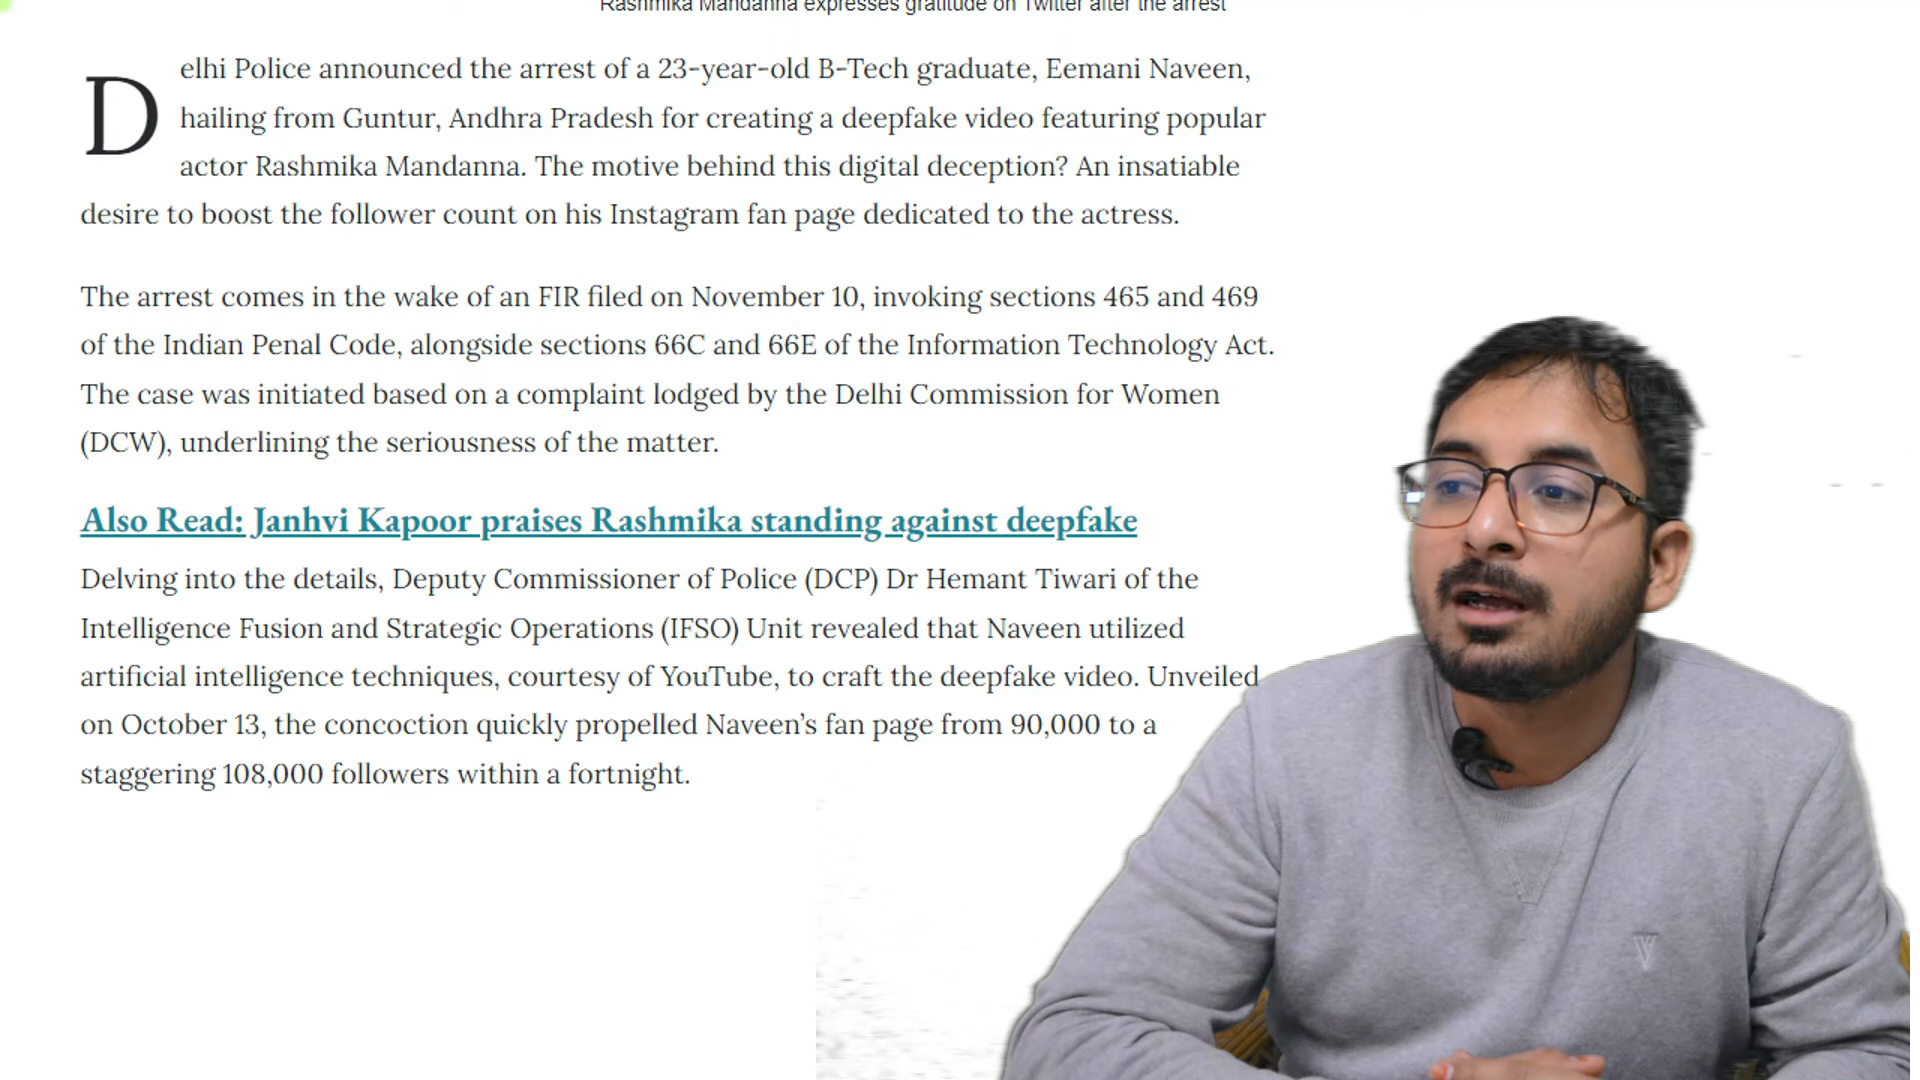 Rashmika Mandanna expresses gratitude on Twitter after the arrest
Delhi Police announced the arrest of a 23-year-old B-Tech graduate, Eemani Naveen,
hailing from Guntur, Andhra Pradesh for creating a deepfake video featuring popular
actor Rashmika Mandanna. The motive behind this digital deception? An insatiable
desire to boost the follower count on his Instagram fan page dedicated to the actress.
The arrest comes in the wake of an FIR filed on November 10, invoking sections 465 and 469
of the Indian Penal Code, alongside sections 66C and 66E of the Information Technology Act.
The case was initiated based on a complaint lodged by the Delhi Commission for Women
(DCW), underlining the seriousness of the matter.
Also Read: Janhvi Kapoor praises Rashmika standing against deepfake
Delving into the details, Deputy Commissioner of Police (DCP) Dr Hemant Tiwari of the
Intelligence Fusion and Strategic Operations (IFSO) Unit revealed that Naveen utilized
artificial intelligence techniques, courtesy of YouTube, to craft the deepfake video. Unveiled
on October 13, the concoction quickly propelled Naveen’s fan page from 90,000 to a
staggering 108,000 followers within a fortnight.
V